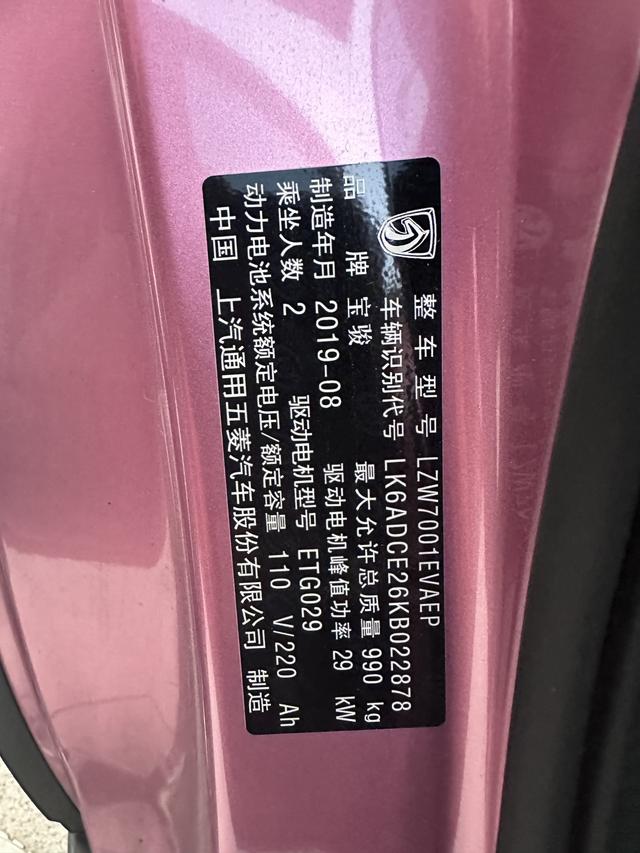 整车型号 LZW7001EVAEP
车辆识别代号 LK6ADCE26KB022878
品牌 宝骏 最大允许总质量 990 kg
制造年月 2019-08 驱动电机峰值功率 29 kW
乘坐人数 2 驱动电机型号 ETG029
动力电池系统额定电压/额定容量 110 V/220 Ah
中国 上汽通用五菱汽车股份有限公司 制造